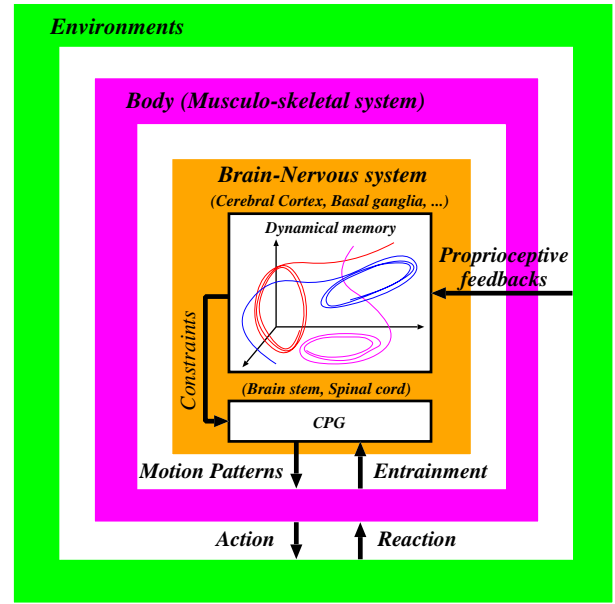 Environments
Body (Musculo-skeletal system)
Brain-Nervous system
(Cerebral Cortex, Basal ganglia, ...)
Dynamical memory
Proprioceptive
feedbacks
Constraints
(Brain stem, Spinal cord)
CPG
Motion Patterns
Entrainment
Action
Reaction